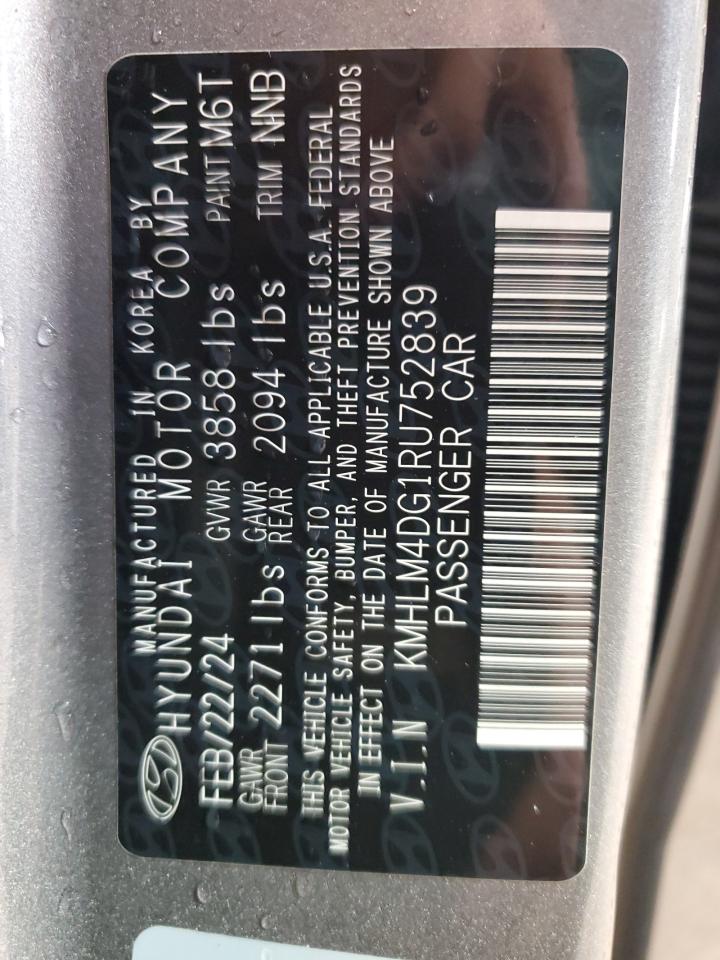 MANUFACTURED IN KOREA BY
HYUNDAI MOTOR COMPANY
FEB/22/24 GVWR 3858 lbs PAINT M6T
GAWR FRONT 2271 lbs GAWR REAR 2094 lbs TRIM NNB
THIS VEHICLE CONFORMS TO ALL APPLICABLE U.S.A. FEDERAL
MOTOR VEHICLE SAFETY, BUMPER, AND THEFT PREVENTION STANDARDS
IN EFFECT ON THE DATE OF MANUFACTURE SHOWN ABOVE
V.I.N KMHLM4DG1RU752839
PASSENGER CAR